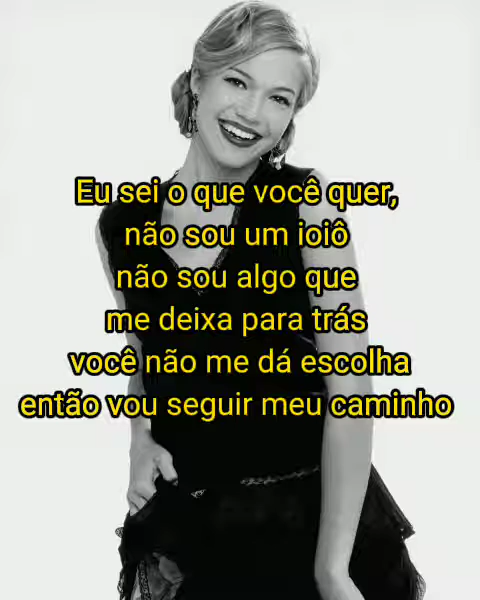 Eu sei o que você quer,
não sou um ioiô
não sou algo que
me deixa para trás
você não me dá escolha
então vou seguir meu caminho